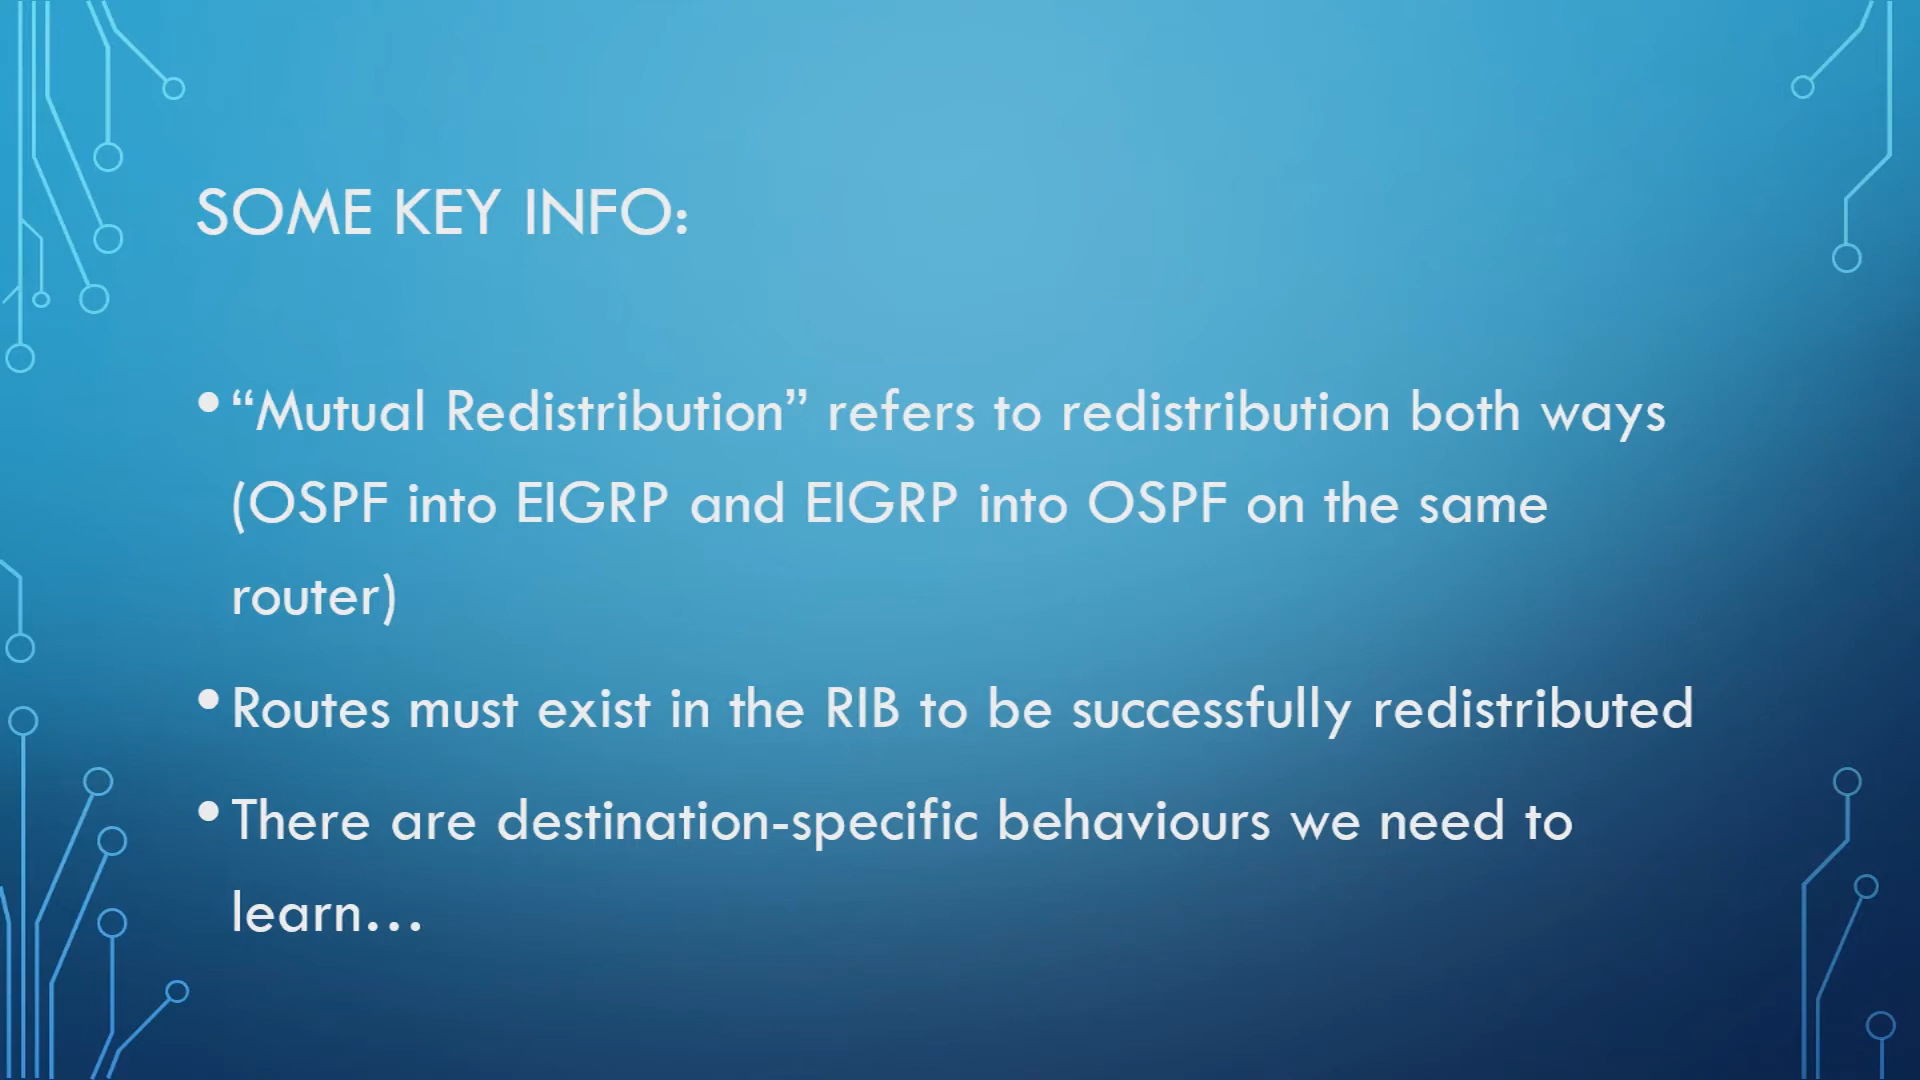 SOME KEY INFO:
• “Mutual Redistribution” refers to redistribution both ways
(OSPF into EIGRP and EIGRP into OSPF on the same
router)
• Routes must exist in the RIB to be successfully redistributed
• There are destination-specific behaviours we need to
learn…